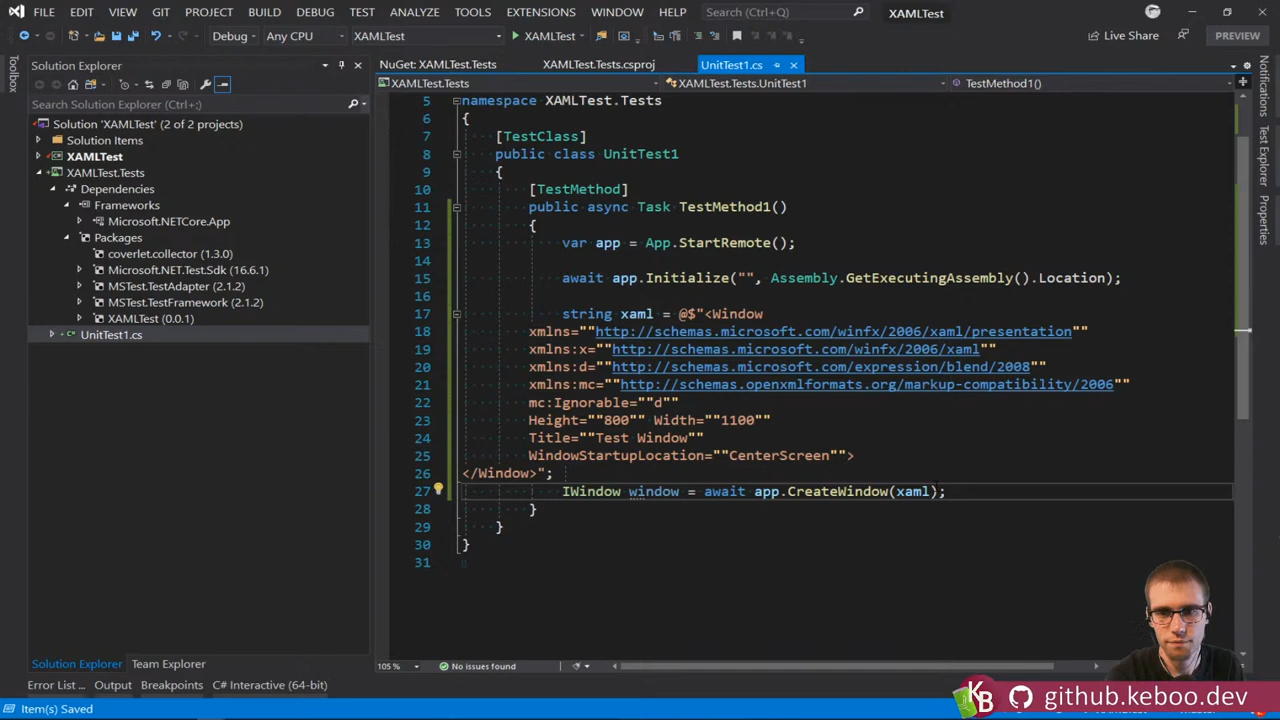 FILE EDIT VIEW GIT PROJECT BUILD DEBUG TEST ANALYZE TOOLS EXTENSIONS WINDOW HELP Search (Ctrl+Q) XAMLTest
Debug Any CPU XAMLTest XAMLTest Live Share PREVIEW
Toolbox
Solution Explorer
Search Solution Explorer (Ctrl+;)
Solution 'XAMLTest' (2 of 2 projects)
Solution Items
XAMLTest
XAMLTest.Tests
Dependencies
Frameworks
Microsoft.NETCore.App
Packages
coverlet.collector (1.3.0)
Microsoft.NET.Test.Sdk (16.6.1)
MSTest.TestAdapter (2.1.2)
MSTest.TestFramework (2.1.2)
XAMLTest (0.0.1)
UnitTest1.cs
Solution Explorer Team Explorer
NuGet: XAMLTest.Tests XAMLTest.Tests.csproj UnitTest1.cs
XAMLTest.Tests XAMLTest.Tests.UnitTest1 TestMethod1()
5 namespace XAMLTest.Tests
6 {
7 [TestClass]
8 public class UnitTest1
9 {
10 [TestMethod]
11 public async Task TestMethod1()
12 {
13 var app = App.StartRemote();
14
15 await app.Initialize("", Assembly.GetExecutingAssembly().Location);
16
17 string xaml = @$"<Window
18 xmlns=""http://schemas.microsoft.com/winfx/2006/xaml/presentation""
19 xmlns:x=""http://schemas.microsoft.com/winfx/2006/xaml""
20 xmlns:d=""http://schemas.microsoft.com/expression/blend/2008""
21 xmlns:mc=""http://schemas.openxmlformats.org/markup-compatibility/2006""
22 mc:Ignorable=""d""
23 Height=""800"" Width=""1100""
24 Title=""Test Window""
25 WindowStartupLocation=""CenterScreen"">
26 </Window>";
27 IWindow window = await app.CreateWindow(xaml);
28 }
29 }
30 }
31
105 % No issues found
Notifications
Test Explorer
Properties
Error List ... Output Breakpoints C# Interactive (64-bit)
Item(s) Saved
KB github.keboo.dev